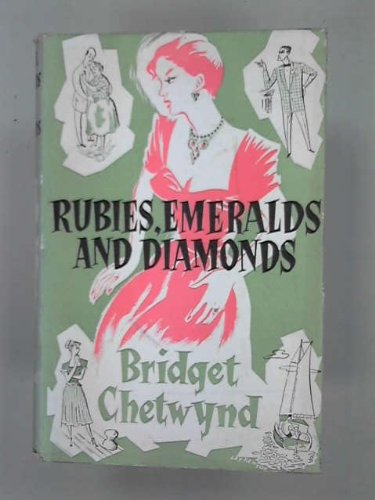 RUBIES, EMERALDS
AND DIAMONDS
Bridget
Chetwynd